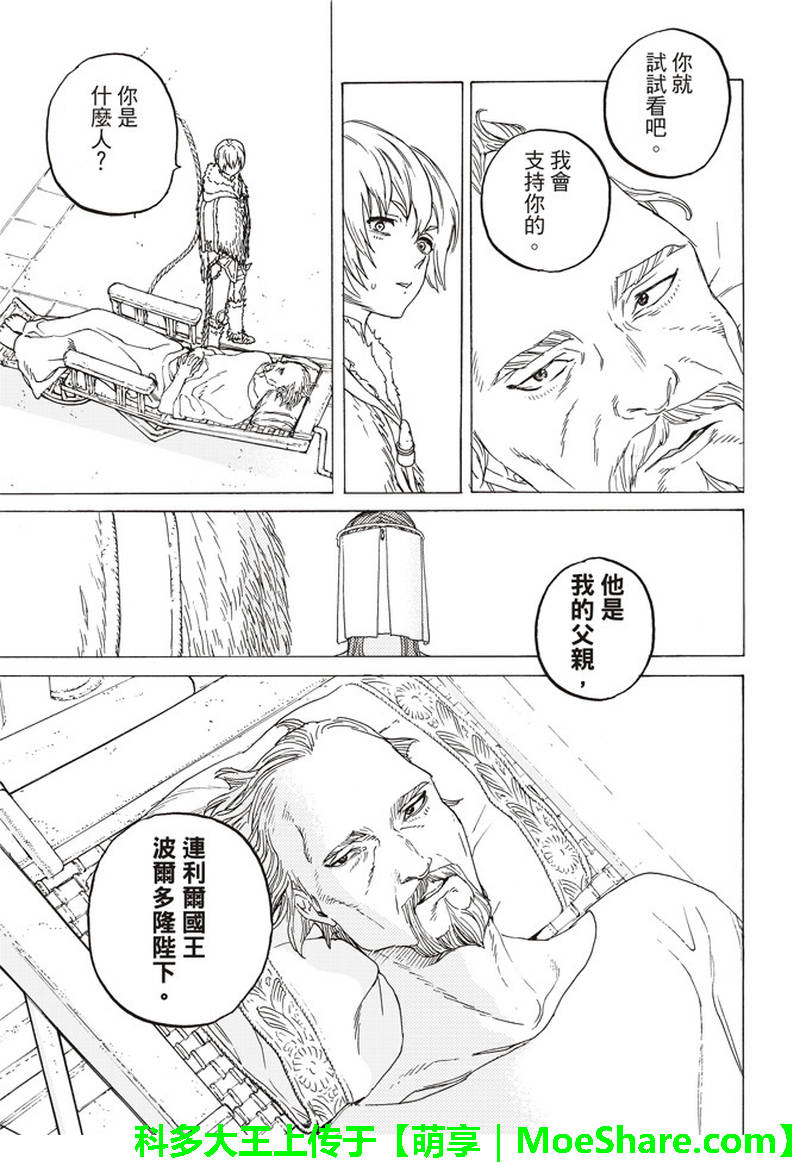 你就
試試看吧。
我會
支持你的。
你是
什麼人？
他是
我的父親，
連利爾國王
波爾多隆陛下。
科多大王上传于【萌享 | MoeShare.com】